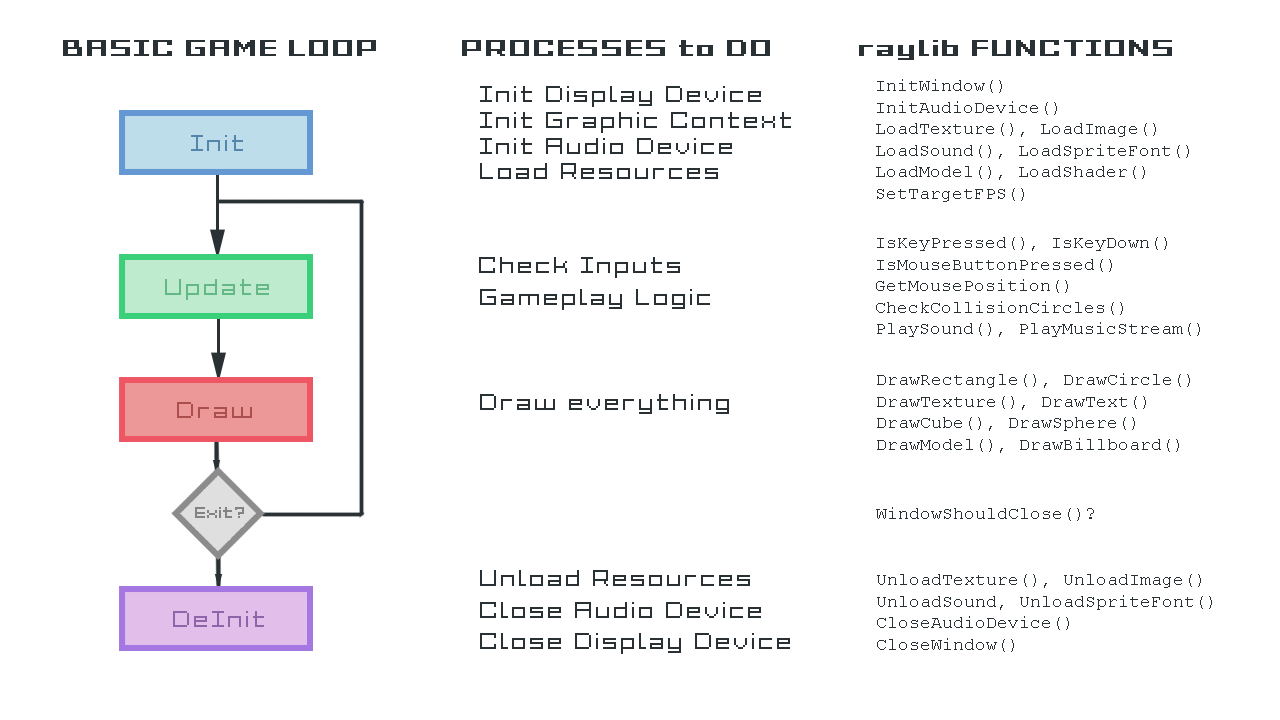 BASIC GAME LOOP
Init
Update
Draw
Exit?
DeInit
PROCESSES to DO
Init Display Device
Init Graphic Context
Init Audio Device
Load Resources
Check Inputs
Gameplay Logic
Draw everything
Unload Resources
Close Audio Device
Close Display Device
raylib FUNCTIONS
InitWindow()
InitAudioDevice()
LoadTexture(), LoadImage()
LoadSound(), LoadSpriteFont()
LoadModel(), LoadShader()
SetTargetFPS()
IsKeyPressed(), IsKeyDown()
IsMouseButtonPressed()
GetMousePosition()
CheckCollisionCircles()
PlaySound(), PlayMusicStream()
DrawRectangle(), DrawCircle()
DrawTexture(), DrawText()
DrawCube(), DrawSphere()
DrawModel(), DrawBillboard()
WindowShouldClose()?
UnloadTexture(), UnloadImage()
UnloadSound, UnloadSpriteFont()
CloseAudioDevice()
CloseWindow()